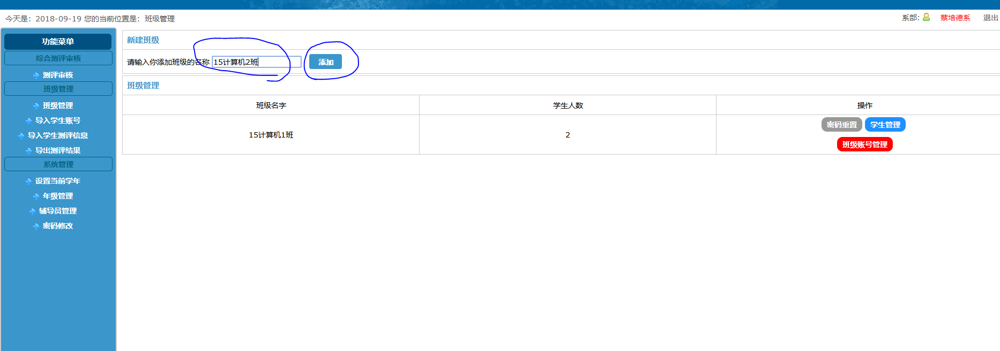 今天是：2018-09-19 您的当前位置是：班级管理
系部： 蔡培德系 退出
功能菜单
综合测评审核
测评审核
班级管理
班级管理
导入学生账号
导入学生测评信息
导出测评结果
系统管理
设置当前学年
年级管理
辅导员管理
密码修改
新建班级
请输入你添加班级的名称 15计算机2班 添加
班级管理
班级名字 学生人数 操作
15计算机1班 2 密码重置 学生管理
班级账号管理